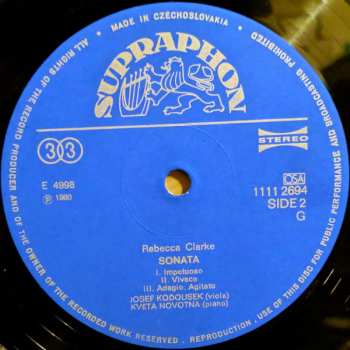 MADE IN CZECHOSLOVAKIA
ALL RIGHTS OF THE RECORD PRODUCER AND OF THE OWNER OF THE RECORDED WORK RESERVED . REPRODUCTION . USE OF THIS DISC FOR PUBLIC PERFORMANCE AND BROADCASTING PROHIBITED
SUPRAPHON
33
STEREO
E 4998
Ⓟ 1980
OSA
1111 2694
SIDE 2
G
Rebecca Clarke
SONATA
I. Impetuoso
II. Vivace
III. Adagio; Agitato
JOSEF KOĎOUSEK (viola)
KVĚTA NOVOTNÁ (piano)